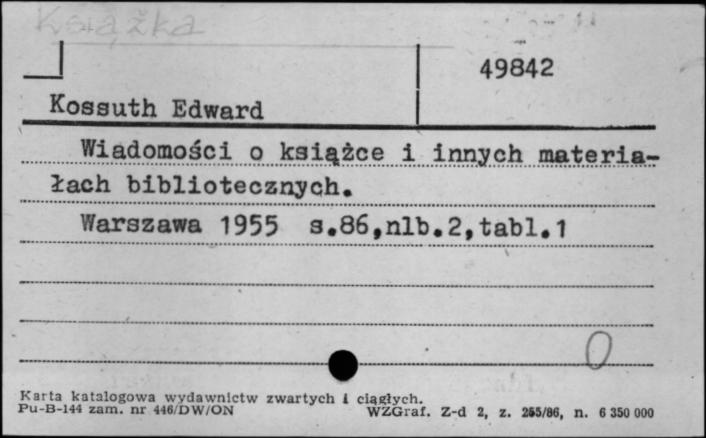 Książka
49842
Kossuth Edward
Wiadomości o książce i innych materia-
łach bibliotecznych.
Warszawa 1955 s.86,nlb.2,tabl.1
0
Karta katalogowa wydawnictw zwartych i ciągłych.
Pu-B-144 zam. nr 446/DW/ON WZGraf. Z-d 2, z. 255/86, n. 6 350 000